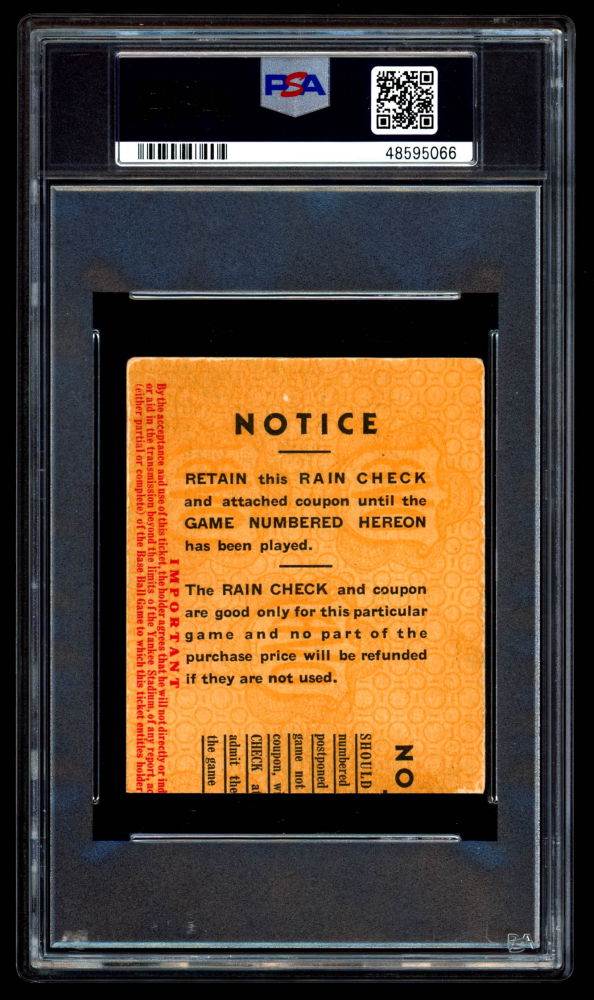 PSA
48595066
NOTICE
RETAIN this RAIN CHECK
and attached coupon until the
GAME NUMBERED HEREON
has been played.
The RAIN CHECK and coupon
are good only for this particular
game and no part of the
purchase price will be refunded
if they are not used.
IMPORTANT
By the acceptance and use of this ticket, the holder agrees that he will not directly or ind
or aid in the transmission beyond the limits of the Yankee Stadium, of any report, ac
(either partial or complete) of the Base Ball Game to which this ticket entitles holder
NO
SHOULD
numbered
postponed
game not
coupon, w
CHECK at
admit the
the game
PSA